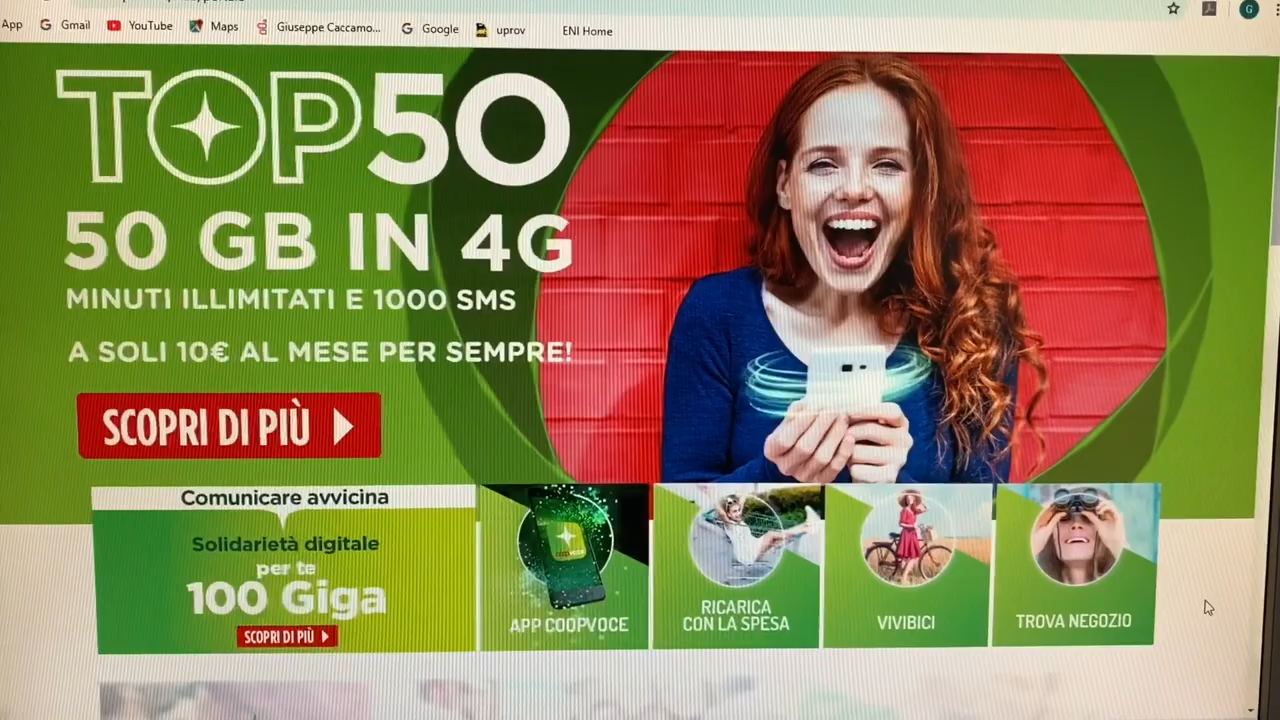 App Gmail YouTube Maps Giuseppe Caccamo... Google uprov ENI Home
TOP50
50 GB IN 4G
MINUTI ILLIMITATI E 1000 SMS
A SOLI 10€ AL MESE PER SEMPRE!
SCOPRI DI PIÙ
Comunicare avvicina
Solidarietà digitale
per te
100 Giga
SCOPRI DI PIÙ
APP COOPVOCE
RICARICA
CON LA SPESA
VIVIBICI
TROVA NEGOZIO